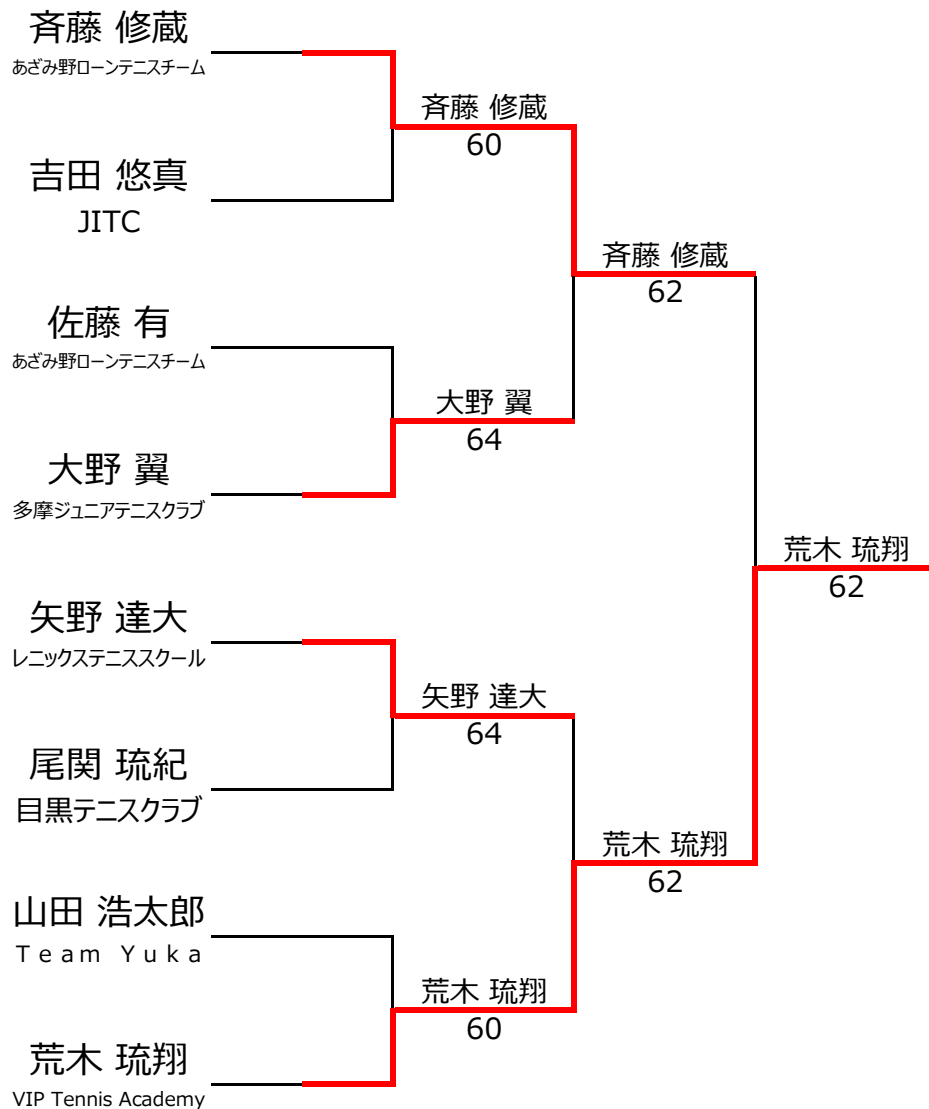 斉藤 修蔵
あざみ野ローンテニスチーム
吉田 悠真
JITC
佐藤 有
あざみ野ローンテニスチーム
大野 翼
多摩ジュニアテニスクラブ
矢野 達大
レニックステニススクール
尾関 琉紀
目黒テニスクラブ
山田 浩太郎
Team Yuka
荒木 琉翔
VIP Tennis Academy
斉藤 修蔵
60
大野 翼
64
矢野 達大
64
荒木 琉翔
60
斉藤 修蔵
62
荒木 琉翔
62
荒木 琉翔
62